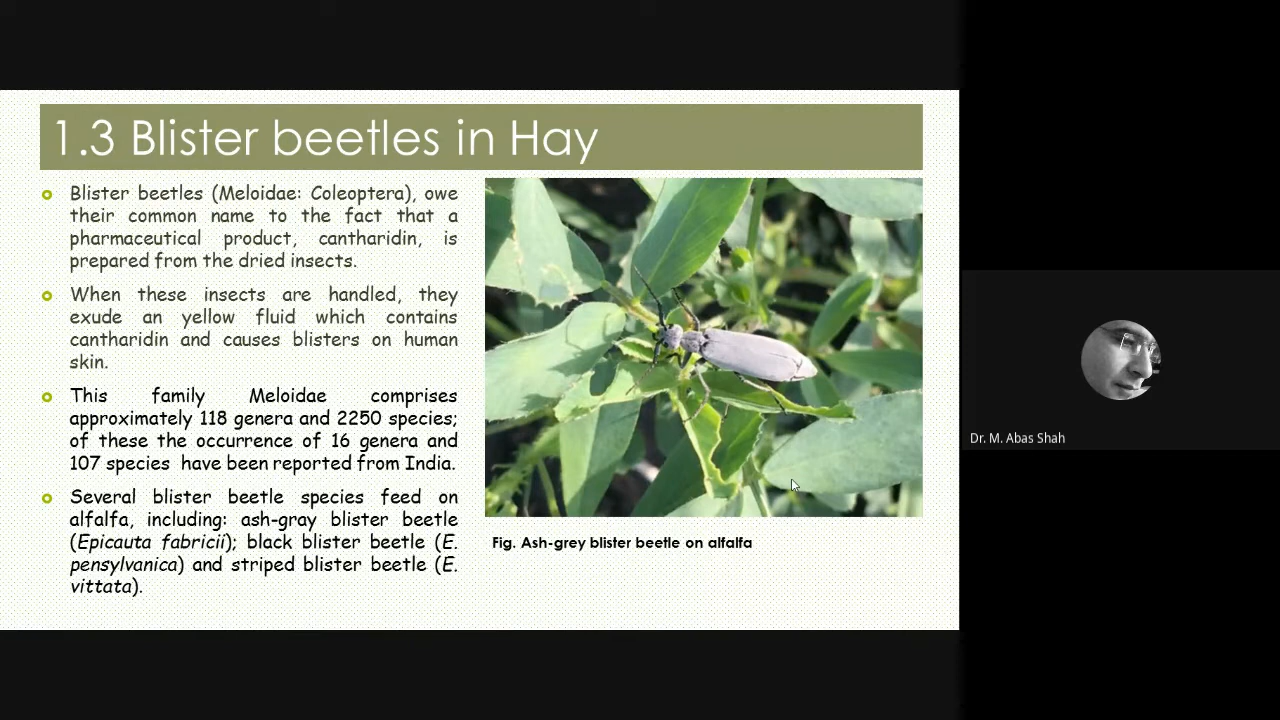 1.3 Blister beetles in Hay
Blister beetles (Meloidae: Coleoptera), owe
their common name to the fact that a
pharmaceutical product, cantharidin, is
prepared from the dried insects.
When these insects are handled, they
exude an yellow fluid which contains
cantharidin and causes blisters on human
skin.
This family Meloidae comprises
approximately 118 genera and 2250 species;
of these the occurrence of 16 genera and
107 species have been reported from India.
Several blister beetle species feed on
alfalfa, including: ash-gray blister beetle
(Epicauta fabricii); black blister beetle (E.
pensylvanica) and striped blister beetle (E.
vittata).
Fig. Ash-grey blister beetle on alfalfa
Dr. M. Abas Shah